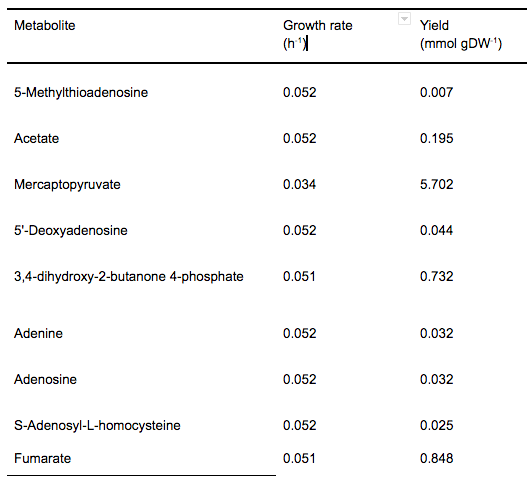 Metabolite Growth rate Yield
(h-1) (mmol gDW-1)
5-Methylthioadenosine 0.052 0.007
Acetate 0.052 0.195
Mercaptopyruvate 0.034 5.702
5'-Deoxyadenosine 0.052 0.044
3,4-dihydroxy-2-butanone 4-phosphate 0.051 0.732
Adenine 0.052 0.032
Adenosine 0.052 0.032
S-Adenosyl-L-homocysteine 0.052 0.025
Fumarate 0.051 0.848